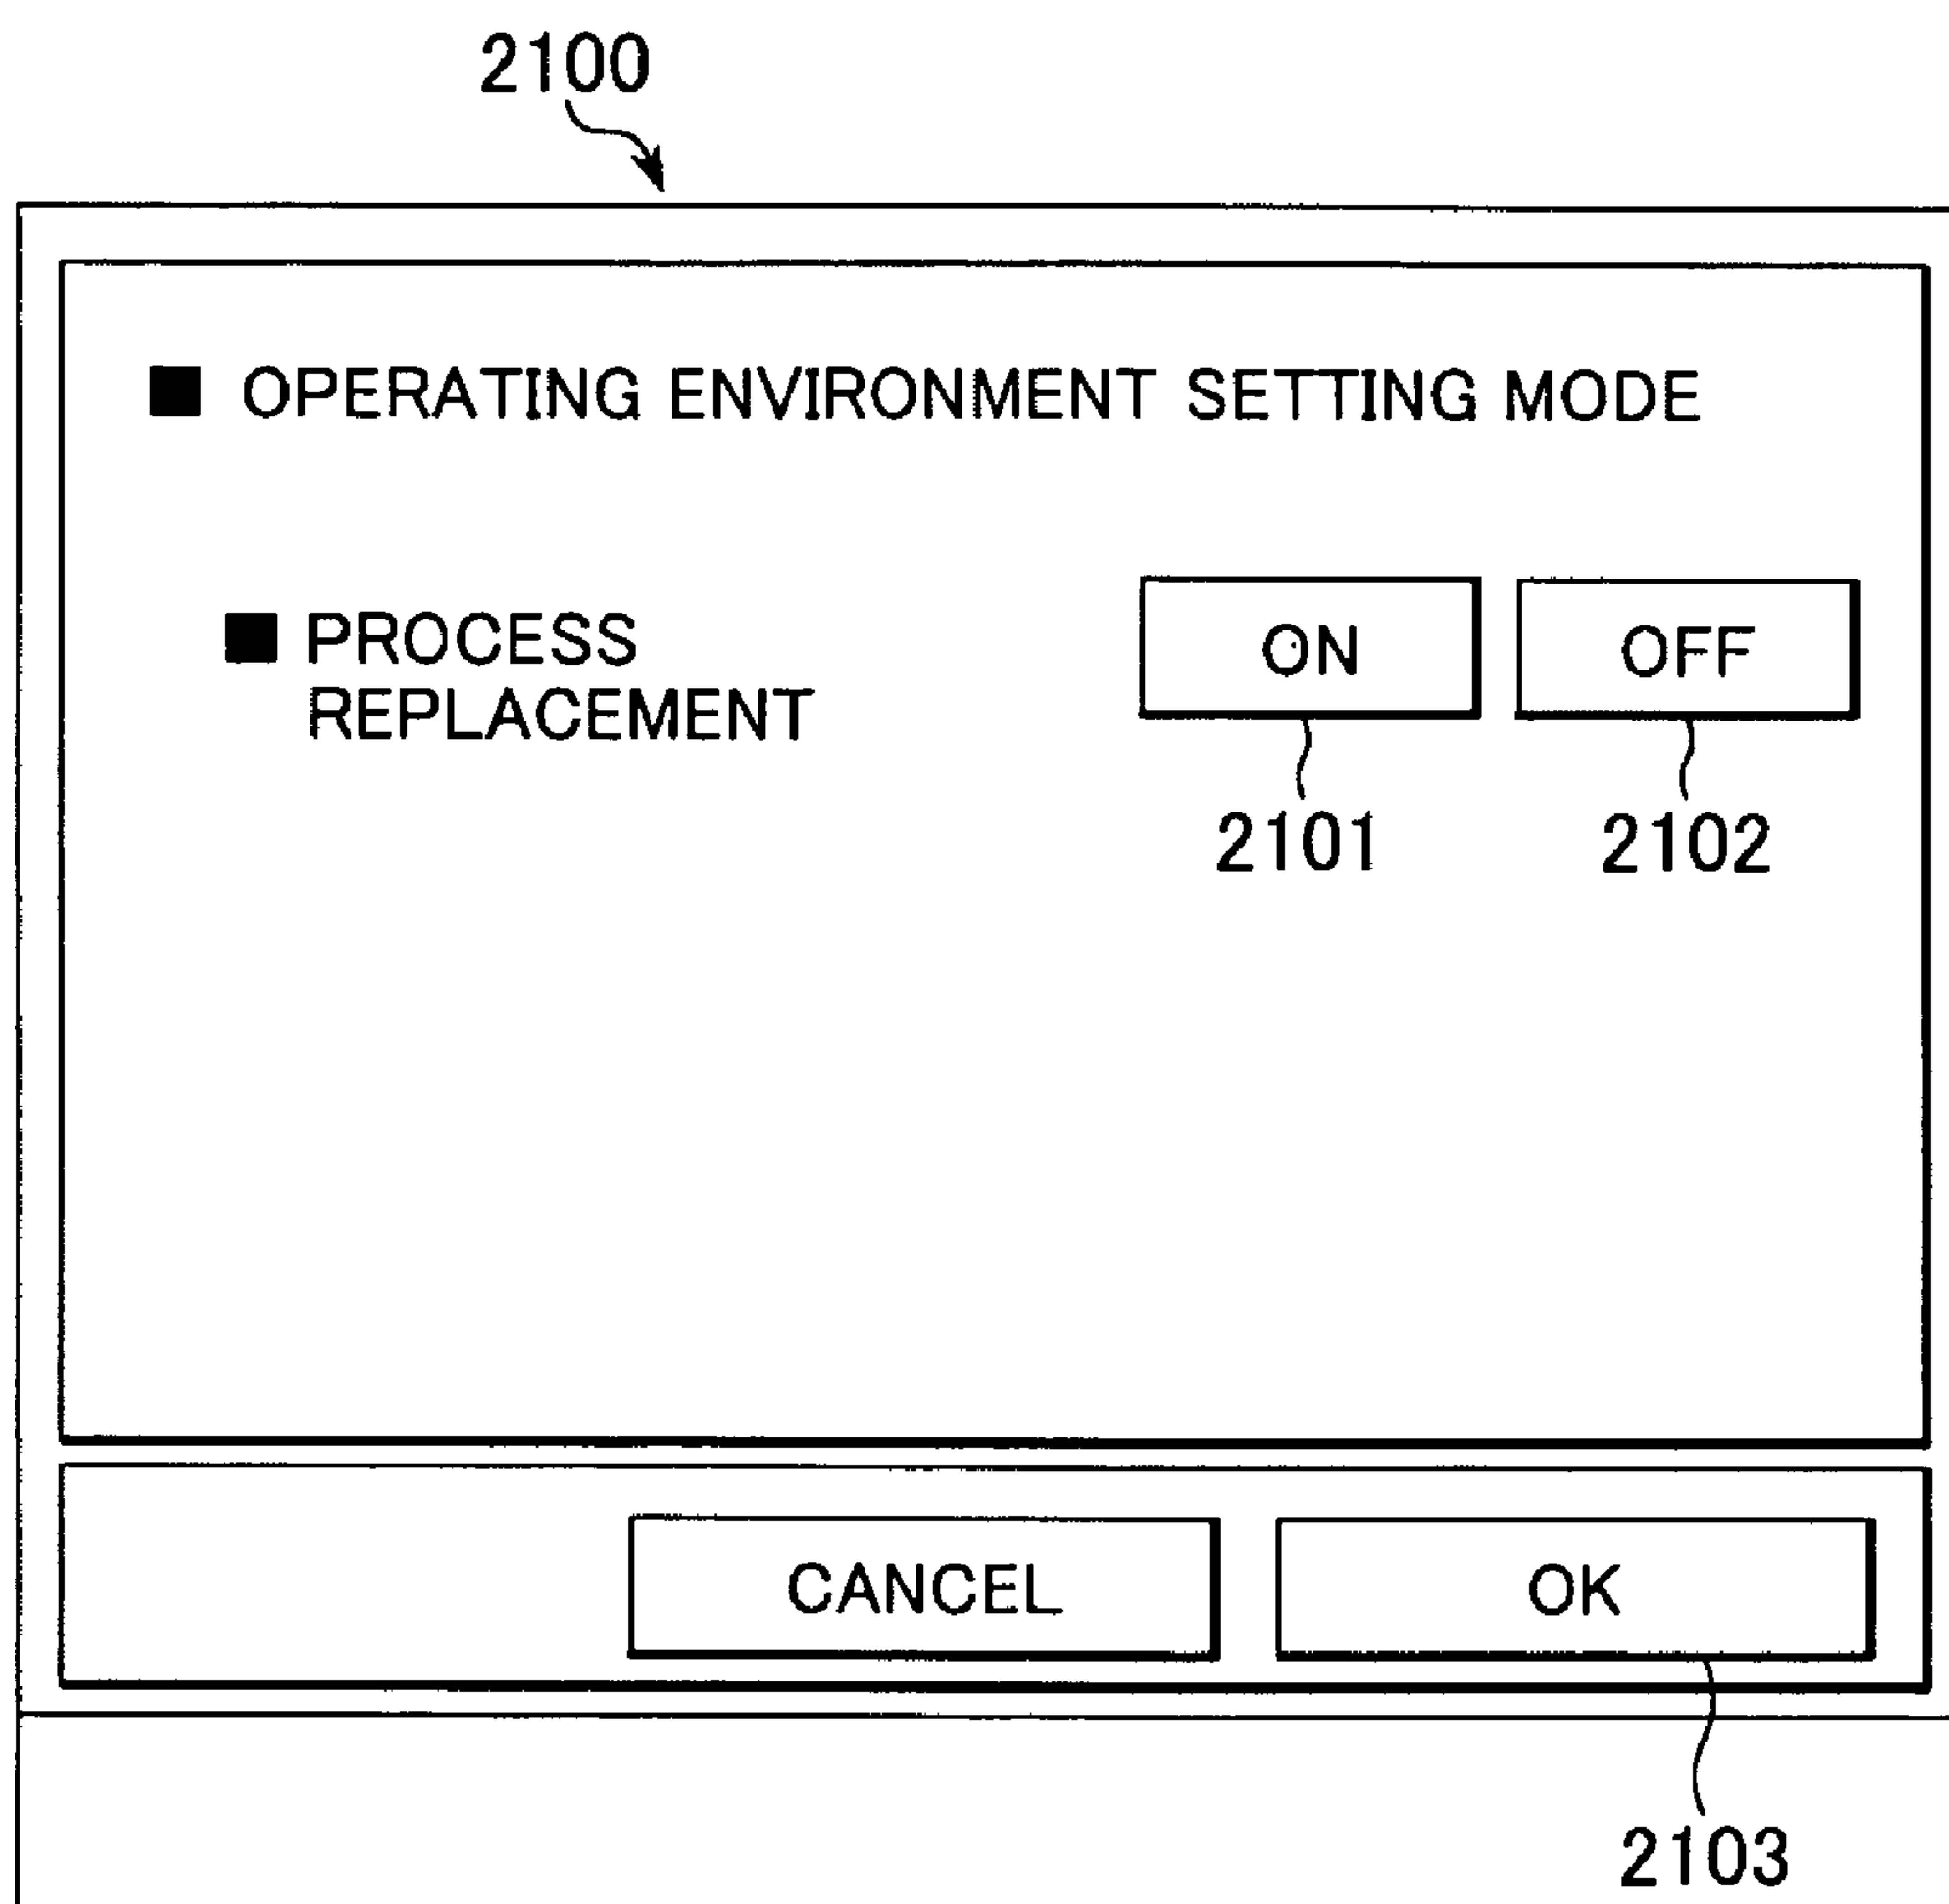 2100
■ OPERATING ENVIRONMENT SETTING MODE
■ PROCESS
REPLACEMENT
ON
OFF
2101
2102
CANCEL
OK
2103